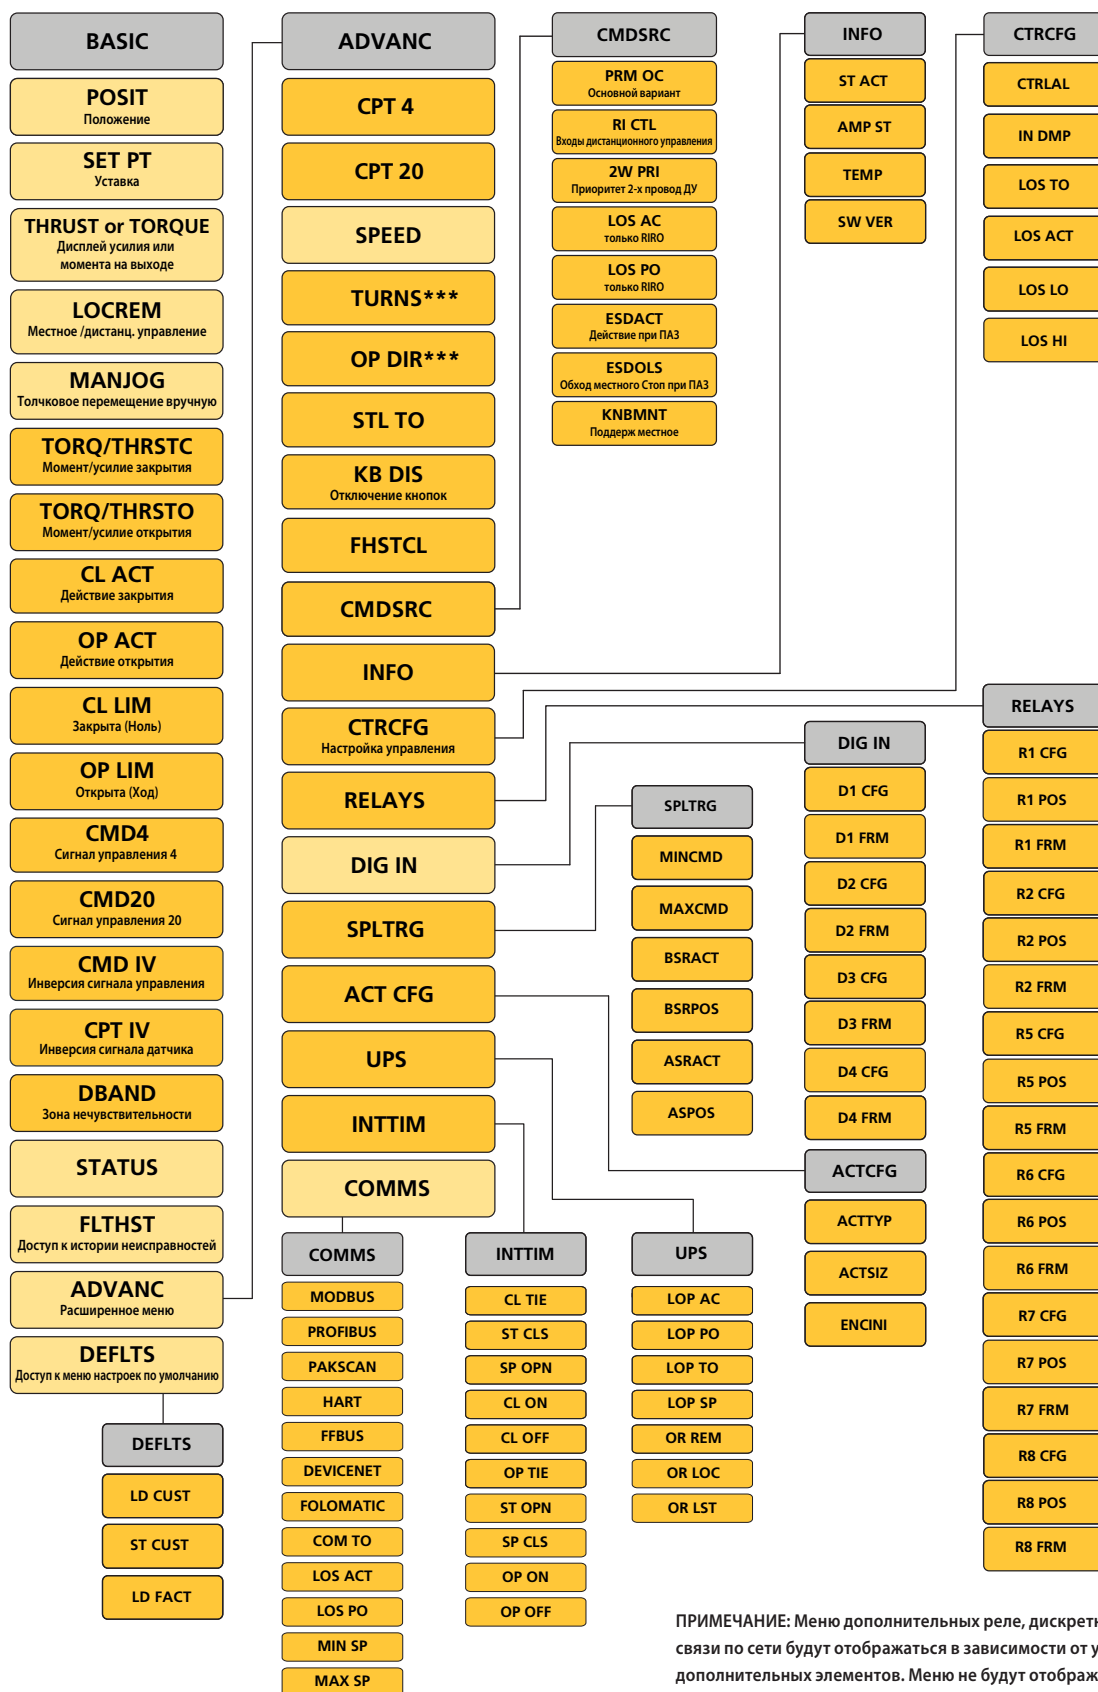 BASIC
POSIT
Положение
SET PT
Уставка
THRUST or TORQUE
Дисплей усилия или
момента на выходе
LOCREM
Местное /дистанц. управление
MANJOG
Толчковое перемещение вручную
TORQ/THRSTC
Момент/усилие закрытия
TORQ/THRSTO
Момент/усилие открытия
CL ACT
Действие закрытия
OP ACT
Действие открытия
CL LIM
Закрыта (Ноль)
OP LIM
Открыта (Ход)
CMD4
Сигнал управления 4
CMD20
Сигнал управления 20
CMD IV
Инверсия сигнала управления
CPT IV
Инверсия сигнала датчика
DBAND
Зона нечувствительности
STATUS
FLTHST
Доступ к истории неисправностей
ADVANC
Расширенное меню
DEFLTS
Доступ к меню настроек по умолчанию
DEFLTS
LD CUST
ST CUST
LD FACT
ADVANC
CPT 4
CPT 20
SPEED
TURNS***
OP DIR***
STL TO
KB DIS
Отключение кнопок
FHSTCL
CMDSRC
INFO
CTRCFG
Настройка управления
RELAYS
DIG IN
SPLTRG
ACT CFG
UPS
INTTIM
COMMS
COMMS
MODBUS
PROFIBUS
PAKSCAN
HART
FFBUS
DEVICENET
FOLOMATIC
COM TO
LOS ACT
LOS PO
MIN SP
MAX SP
CMDSRC
PRM OC
Основной вариант
RI CTL
Входы дистанционного управления
2W PRI
Приоритет 2-х провод ДУ
LOS AC
только RIRO
LOS PO
только RIRO
ESDACT
Действие при ПАЗ
ESDOLS
Обход местного Стоп при ПАЗ
KNBMNT
Поддерж местное
INTTIM
CL TIE
ST CLS
SP OPN
CL ON
CL OFF
OP TIE
ST OPN
SP CLS
OP ON
OP OFF
SPLTRG
MINCMD
MAXCMD
BSRACT
BSRPOS
ASRACT
ASPOS
UPS
LOP AC
LOP PO
LOP TO
LOP SP
OR REM
OR LOC
OR LST
INFO
ST ACT
AMP ST
TEMP
SW VER
DIG IN
D1 CFG
D1 FRM
D2 CFG
D2 FRM
D3 CFG
D3 FRM
D4 CFG
D4 FRM
ACTCFG
ACTTYP
ACTSIZ
ENCINI
CTRCFG
CTRLAL
IN DMP
LOS TO
LOS ACT
LOS LO
LOS HI
RELAYS
R1 CFG
R1 POS
R1 FRM
R2 CFG
R2 POS
R2 FRM
R5 CFG
R5 POS
R5 FRM
R6 CFG
R6 POS
R6 FRM
R7 CFG
R7 POS
R7 FRM
R8 CFG
R8 POS
R8 FRM
ПРИМЕЧАНИЕ: Меню дополнительных реле,
связи по сети будут отображаться в зависимости от
дополнительных элементов. Меню не будут